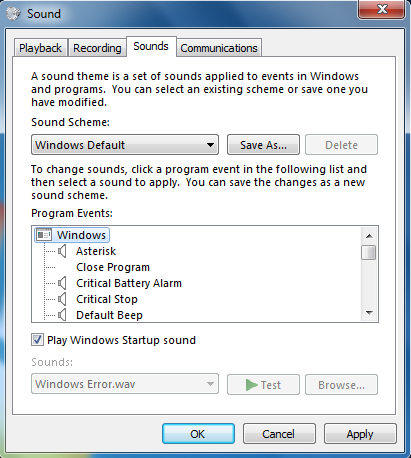 Sound
Playback Recording Sounds Communications
A sound theme is a set of sounds applied to events in Windows
and programs. You can select an existing scheme or save one you
have modified.
Sound Scheme:
Windows Default Save As... Delete
To change sounds, click a program event in the following list and
then select a sound to apply. You can save the changes as a new
sound scheme.
Program Events:
Windows
Asterisk
Close Program
Critical Battery Alarm
Critical Stop
Default Beep
Play Windows Startup sound
Sounds:
Windows Error.wav Test Browse...
OK Cancel Apply